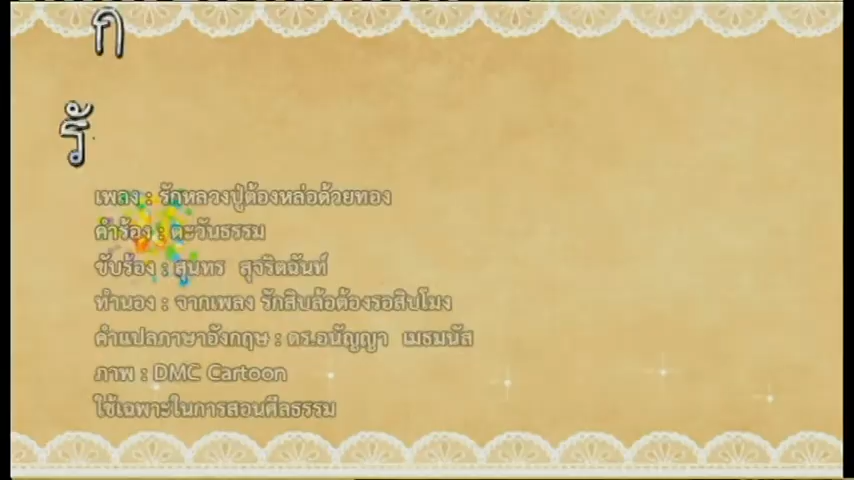 ก
รั
เพลง : รักหลวงปู่ต้องหล่อด้วยทอง
คำร้อง : ตะวันธรรม
ขับร้อง : สุนทร สุจริตฉันท์
ทำนอง : จากเพลง รักสิบล้อต้องรอสิบโมง
คำแปลภาษาอังกฤษ : ดร.อนัญญา เมธมนัส
ภาพ : DMC Cartoon
ใช้เฉพาะในการสอนศีลธรรม